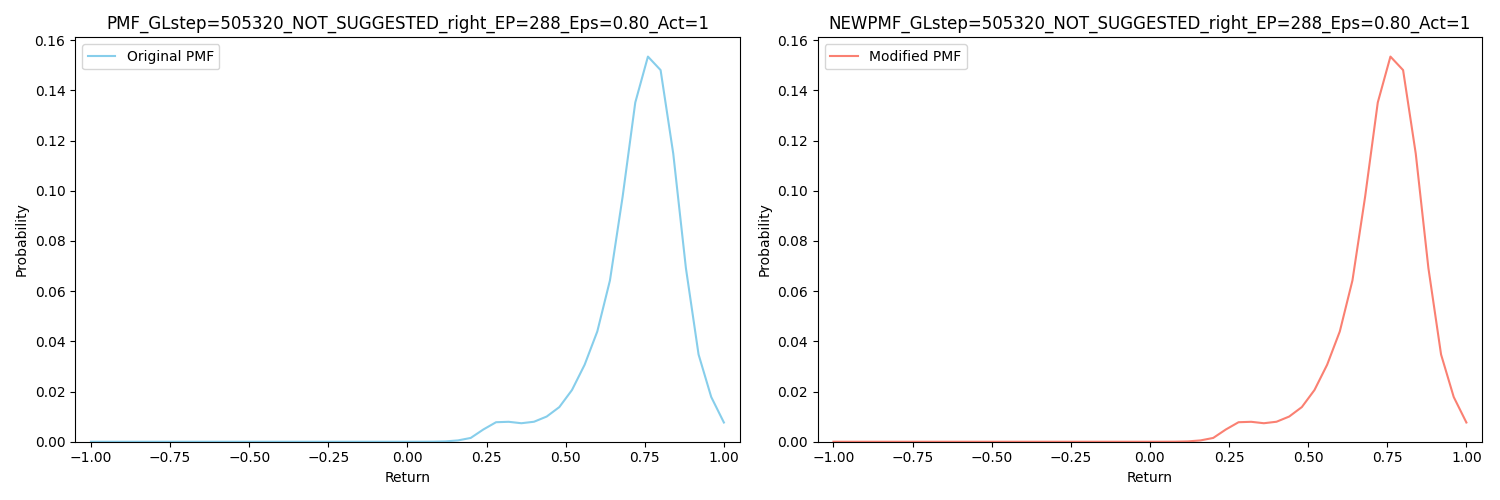 PMF_GLstep=505320_NOT_SUGGESTED_right_EP=288_Eps=0.80_Act=1
Original PMF
Probability
0.16
0.14
0.12
0.10
0.08
0.06
0.04
0.02
0.00
−1.00 −0.75 −0.50 −0.25 0.00 0.25 0.50 0.75 1.00
Return
NEWPMF_GLstep=505320_NOT_SUGGESTED_right_EP=288_Eps=0.80_Act=1
Modified PMF
Probability
0.16
0.14
0.12
0.10
0.08
0.06
0.04
0.02
0.00
−1.00 −0.75 −0.50 −0.25 0.00 0.25 0.50 0.75 1.00
Return